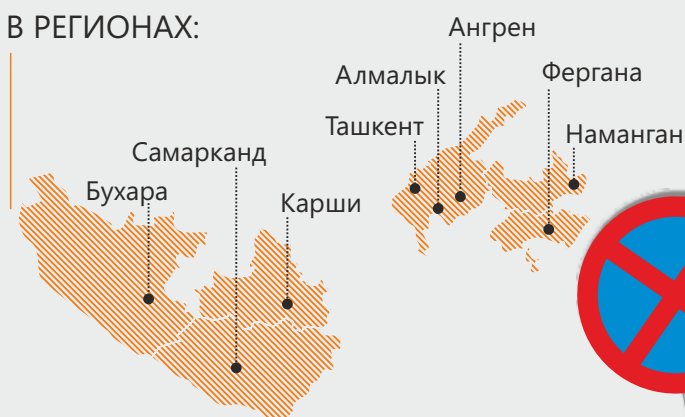 В РЕГИОНАХ:
Ангрен
Алмалык
Фергана
Ташкент
Наманган
Самарканд
Бухара
Карши